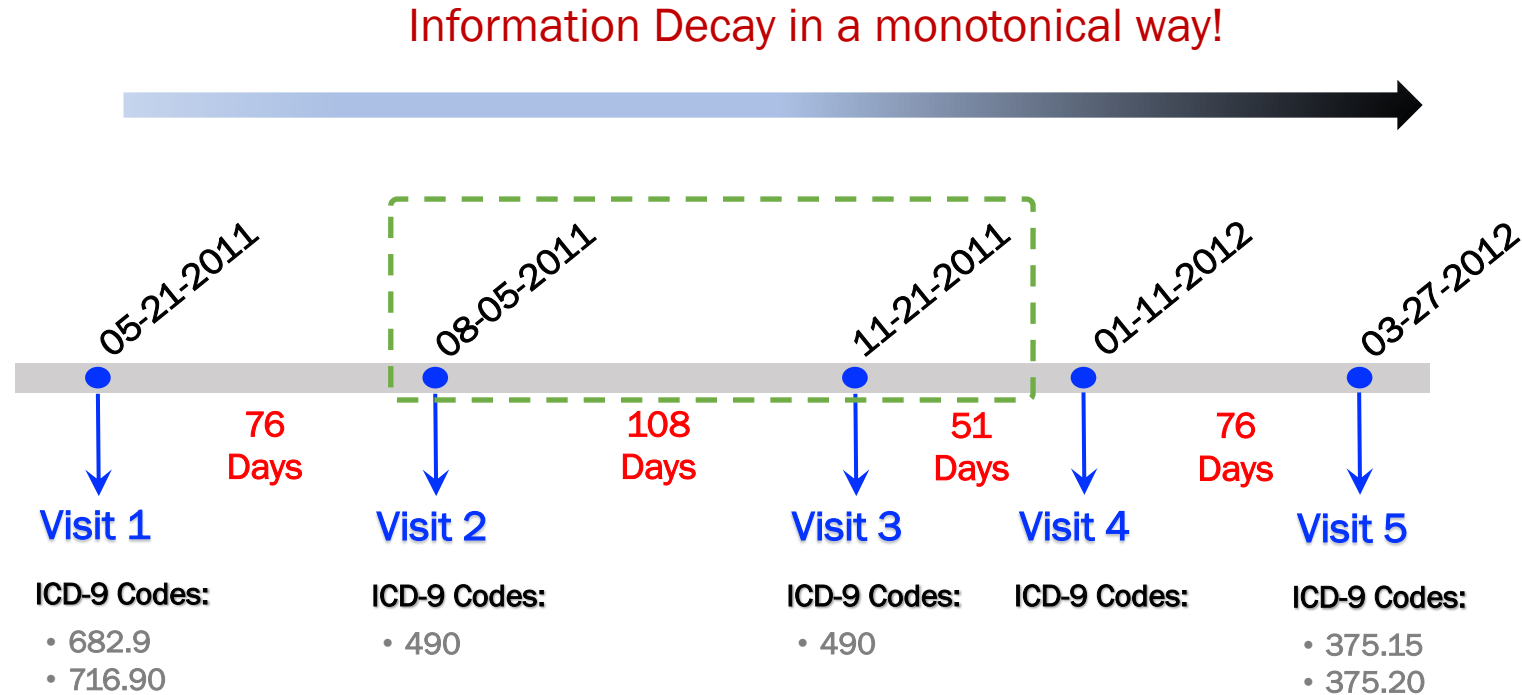 Information Decay in a monotonical way!
05-21-2011
08-05-2011
11-21-2011
01-11-2012
03-27-2012
76
Days
108
Days
51
Days
76
Days
Visit 1
Visit 2
Visit 3
Visit 4
Visit 5
ICD-9 Codes:
• 682.9
• 716.90
ICD-9 Codes:
• 490
ICD-9 Codes:
• 490
ICD-9 Codes:
ICD-9 Codes:
• 375.15
• 375.20